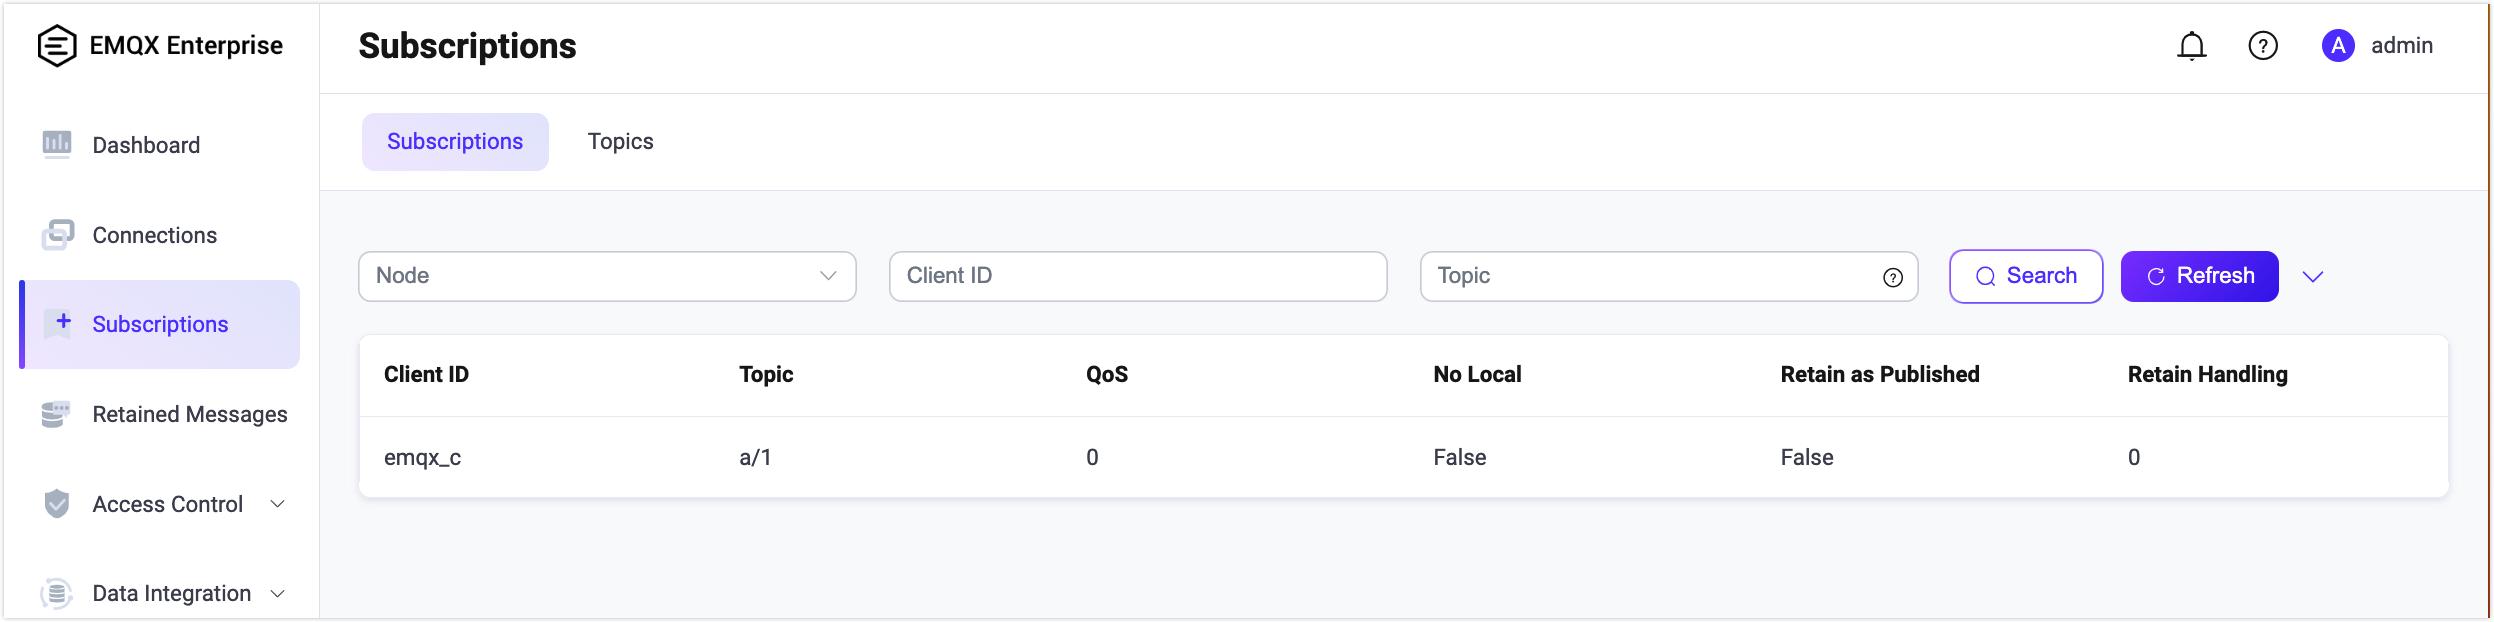 EMQX Enterprise
Subscriptions
A admin
Dashboard
Connections
Subscriptions
Retained Messages
Access Control
Data Integration
Subscriptions Topics
Node Client ID Topic Search Refresh
Client ID Topic QoS No Local Retain as Published Retain Handling
emqx_c a/1 0 False False 0